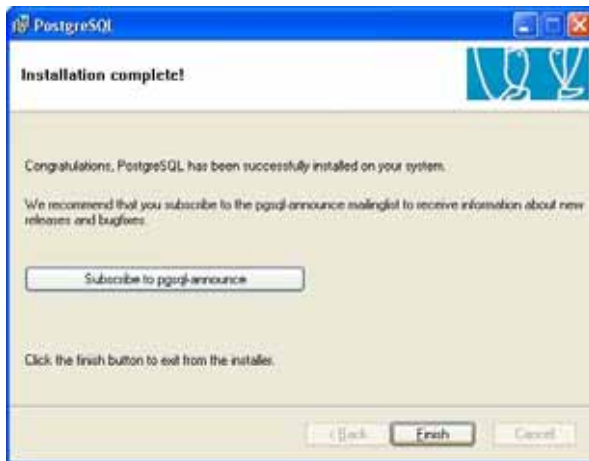 PostgreSQL
Installation complete!
Congratulations, PostgreSQL has been successfully installed on your system.
We recommend that you subscribe to the pgsql-announce mailinglist to receive information about new
releases and bugfixes.
Subscribe to pgsql-announce
Click the finish button to exit from the installer.
< Back Finish Cancel